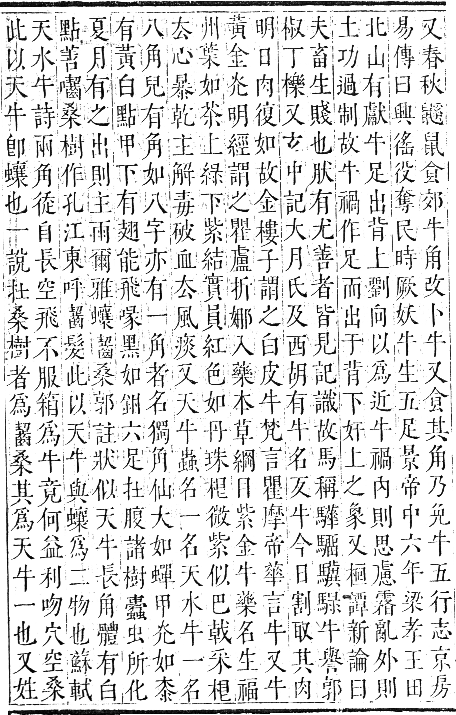 又春秋鼷鼠食郊牛角改卜牛又食其角乃免牛五行志京房
易傳曰興徭役奪民時厥妖牛生五足景帝中六年梁孝王田
北山有獻牛足出背上劉向以爲近牛禍内則思慮霿亂外則
土功過制故牛禍作足而出于背下奸上之象又桓譚新論曰
夫畜生賤也肰有尤善者皆見記識故馬稱驊騮驥騄牛譽郭
椒丁櫟又玄中記大月氏及西胡有牛名及牛今日割取其肉
明日肉復如故金樓子謂之白皮牛梵言瞿摩帝華言牛又牛
黃金炗明經謂之瞿盧折娜入藥本草綱目紫金牛藥名生福
州葉如茶上綠下紫結實員紅色如丹珠根微紫似巴戟采根
去心暴乾主解毒破血去風痰又天牛蟲名一名天水牛一名
八角兒有角如八字亦有一角者名獨角仙大如蟬甲炗如桼
有黃白點甲下有翅能飛喙黑如鉗六足在腹諸樹蠹虫所化
夏月有之出則主雨爾雅蠰齧桑郭註狀似天牛長角體有白
點善齧桑樹作孔江東呼齧髮此以天牛與蠰爲二物也蘇軾
天水牛詩兩角徒自長空飛不服箱爲牛竟何益利吻穴空桑
此以天牛卽蠰也一說在桑樹者爲齧桑其爲天牛一也又姓